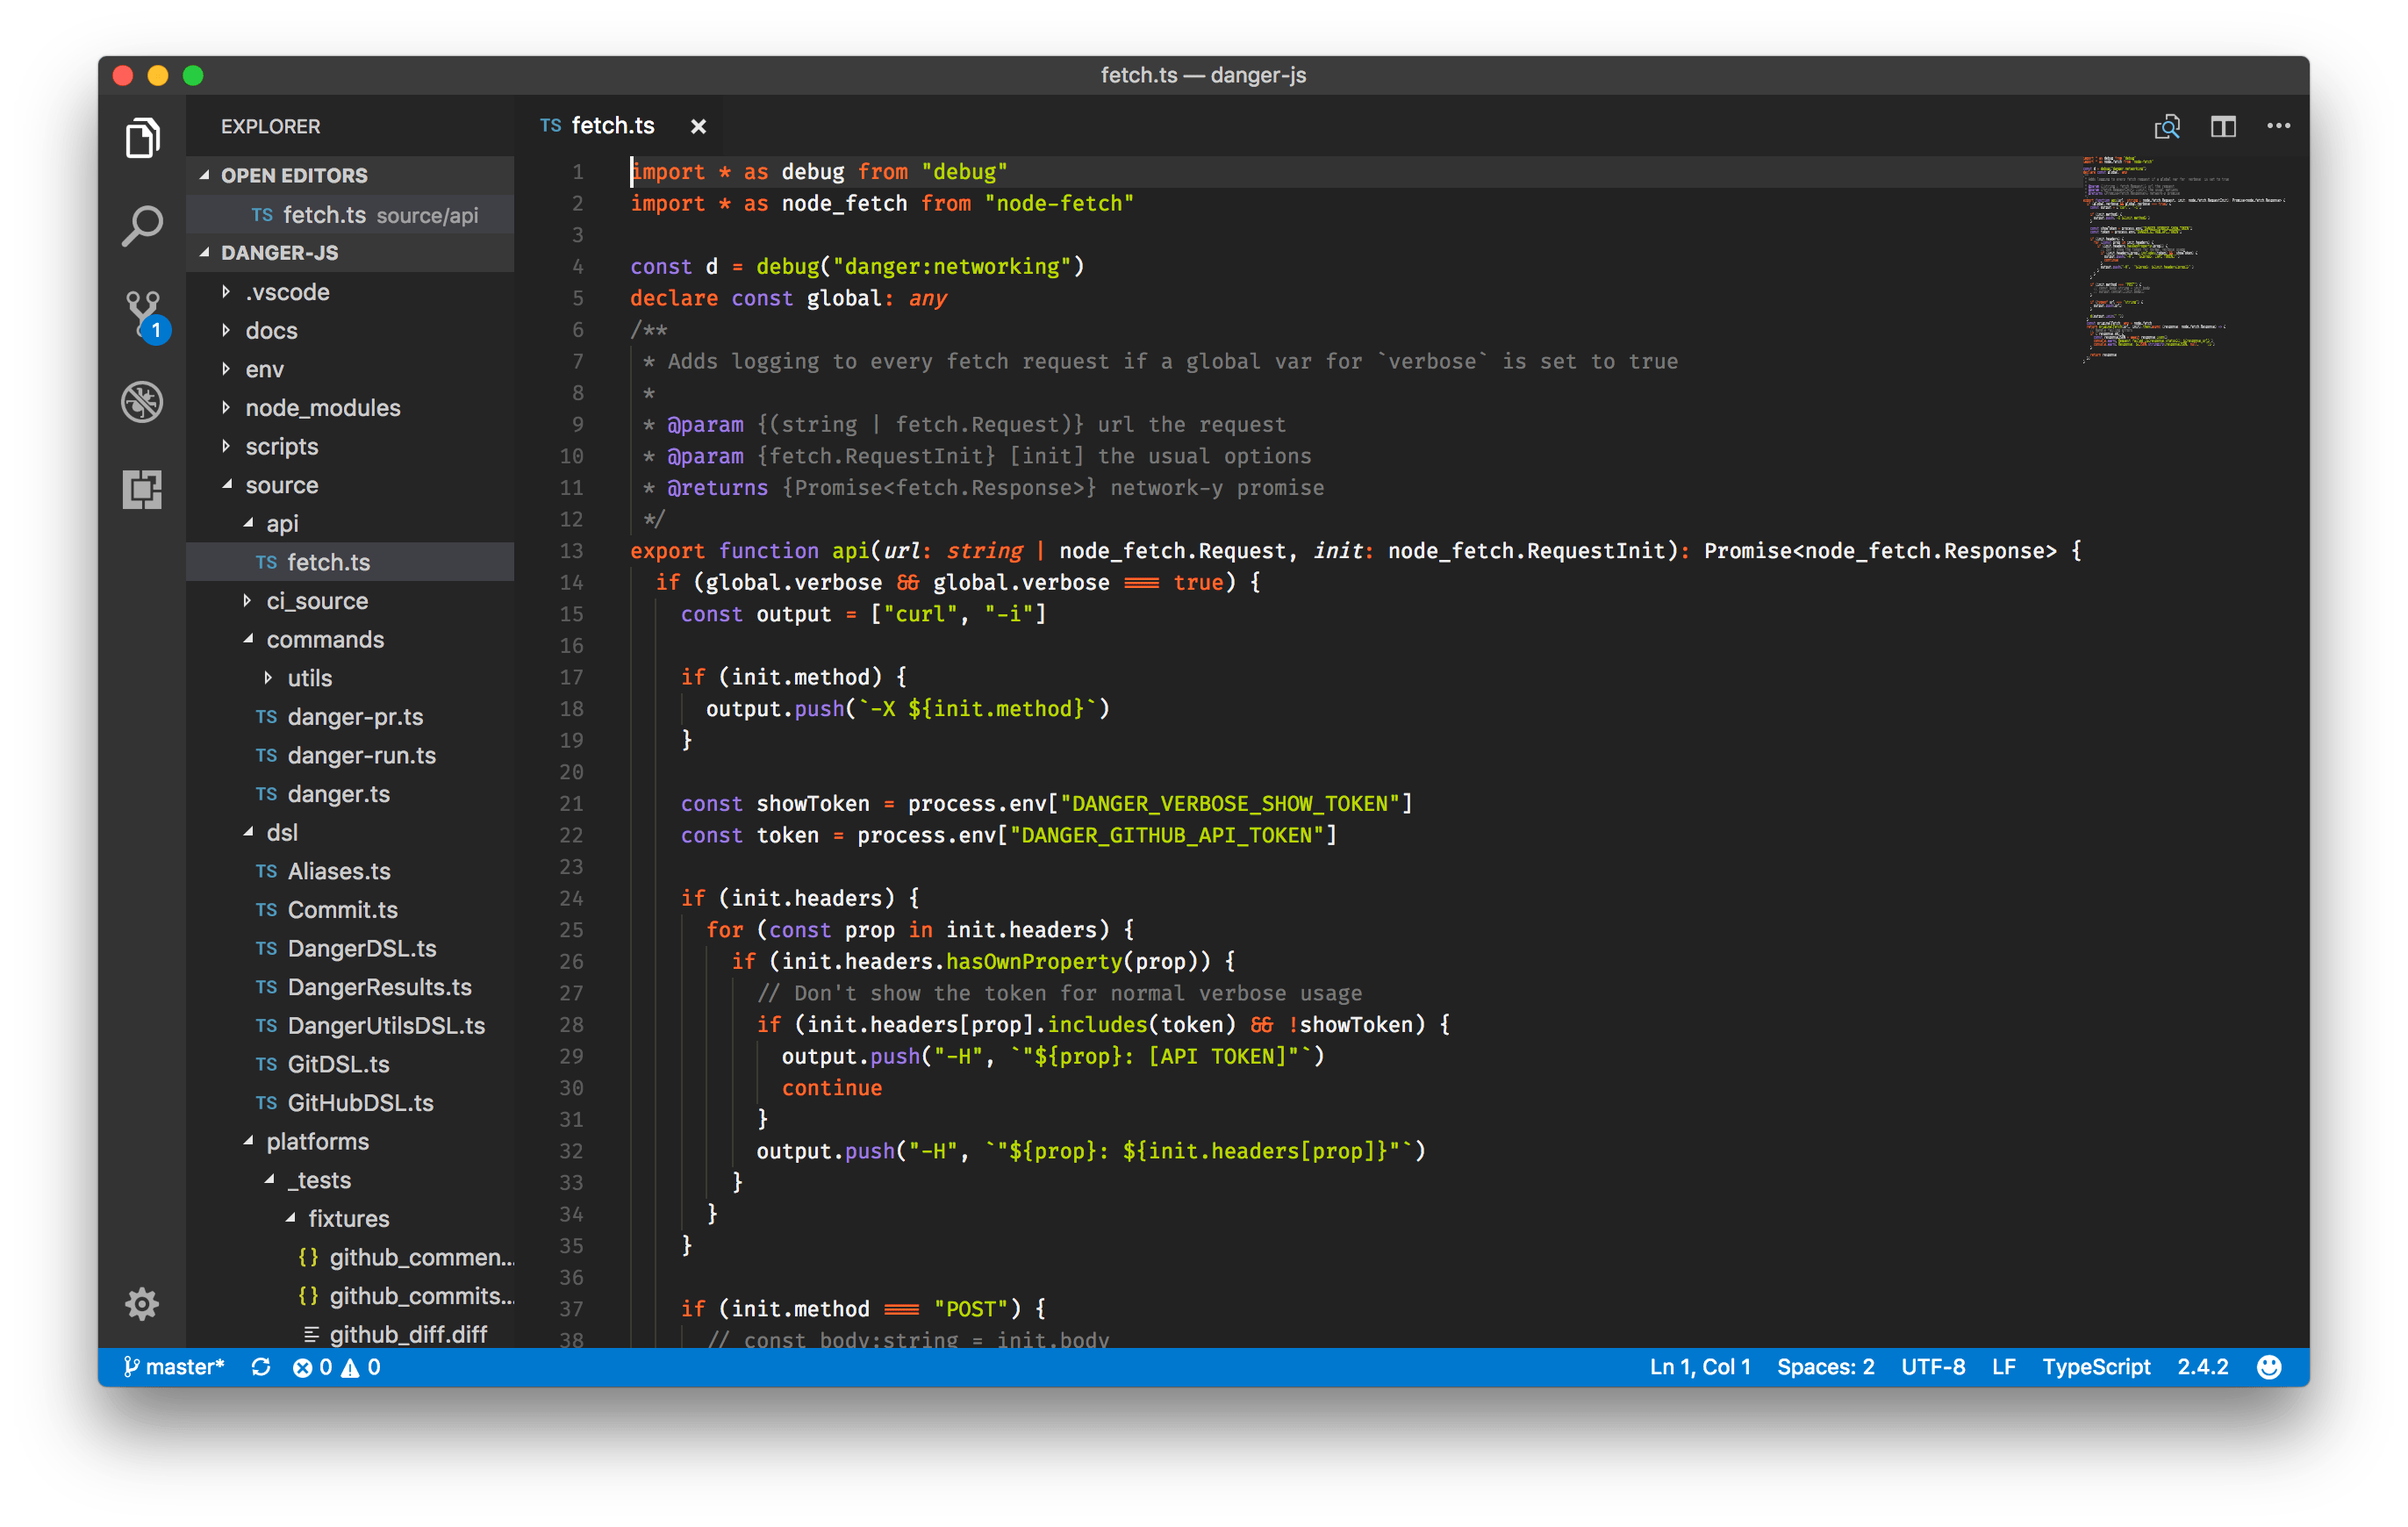 fetch.ts — danger-js
EXPLORER
OPEN EDITORS
TS fetch.ts source/api
DANGER-JS
.vscode
docs
env
node_modules
scripts
source
api
TS fetch.ts
ci_source
commands
utils
TS danger-pr.ts
TS danger-run.ts
TS danger.ts
dsl
TS Aliases.ts
TS Commit.ts
TS DangerDSL.ts
TS DangerResults.ts
TS DangerUtilsDSL.ts
TS GitDSL.ts
TS GitHubDSL.ts
platforms
_tests
fixtures
{} github_commen...
{} github_commits...
github_diff.diff
1
TS fetch.ts ×
1 import * as debug from "debug"
2 import * as node_fetch from "node-fetch"
3
4 const d = debug("danger:networking")
5 declare const global: any
6 /**
7 * Adds logging to every fetch request if a global var for `verbose` is set to true
8 *
9 * @param {(string | fetch.Request)} url the request
10 * @param {fetch.RequestInit} [init] the usual options
11 * @returns {Promise<fetch.Response>} network-y promise
12 */
13 export function api(url: string | node_fetch.Request, init: node_fetch.RequestInit): Promise<node_fetch.Response> {
14 if (global.verbose && global.verbose === true) {
15 const output = ["curl", "-i"]
16
17 if (init.method) {
18 output.push(`-X ${init.method}`)
19 }
20
21 const showToken = process.env["DANGER_VERBOSE_SHOW_TOKEN"]
22 const token = process.env["DANGER_GITHUB_API_TOKEN"]
23
24 if (init.headers) {
25 for (const prop in init.headers) {
26 if (init.headers.hasOwnProperty(prop)) {
27 // Don't show the token for normal verbose usage
28 if (init.headers[prop].includes(token) && !showToken) {
29 output.push("-H", `"${prop}: [API TOKEN]"`)
30 continue
31 }
32 output.push("-H", `"${prop}: ${init.headers[prop]}"`)
33 }
34 }
35 }
36
37 if (init.method === "POST") {
38 // const body:string = init.body
master* 0 0
Ln 1, Col 1 Spaces: 2 UTF-8 LF TypeScript 2.4.2